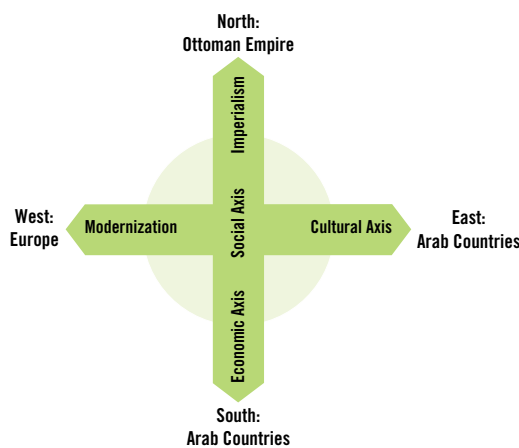 North:
Ottoman Empire
Imperialism
West:
Europe
Modernization
Social Axis
Cultural Axis
East:
Arab Countries
Economic Axis
South:
Arab Countries